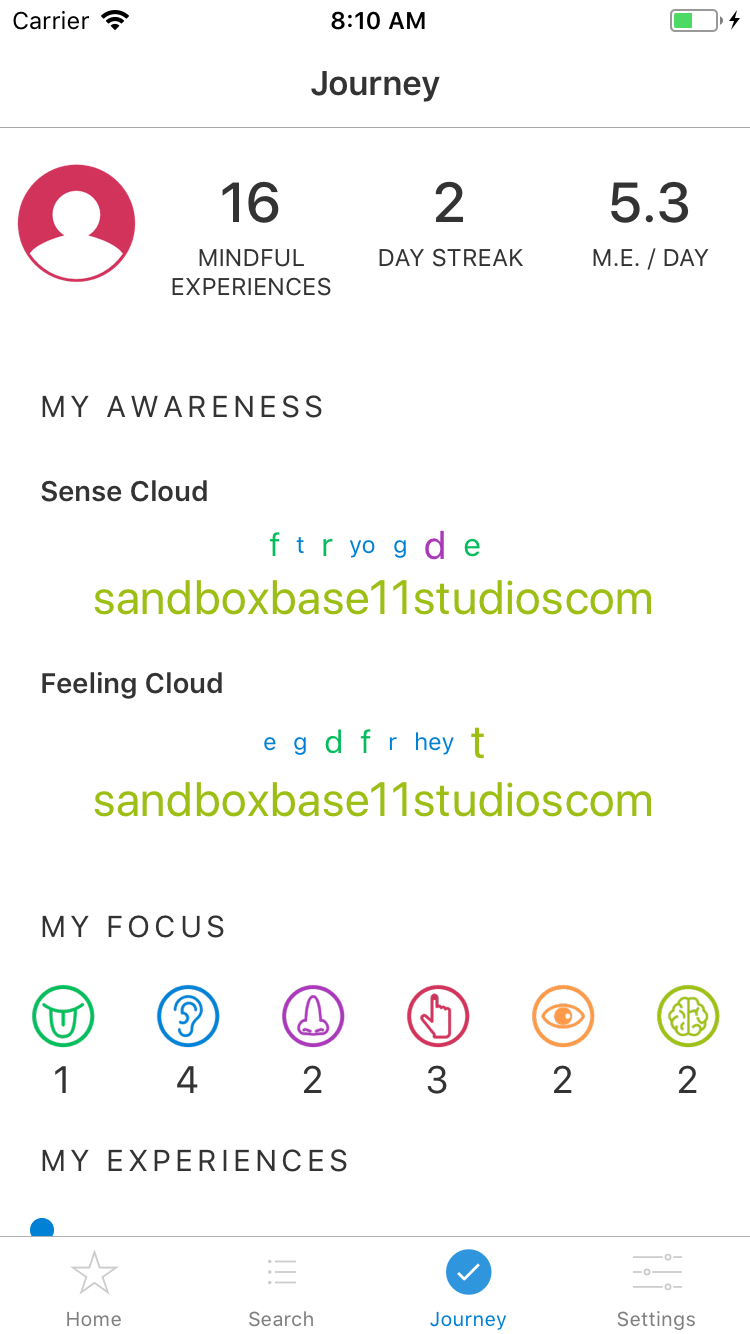 Carrier 8:10 AM
Journey
16 2 5.3
MINDFUL DAY STREAK M.E. / DAY
EXPERIENCES
MY AWARENESS
Sense Cloud
f t r yo g d e
sandboxbase11studioscom
Feeling Cloud
e g d f r hey t
sandboxbase11studioscom
MY FOCUS
1 4 2 3 2 2
MY EXPERIENCES
Home Search Journey Settings